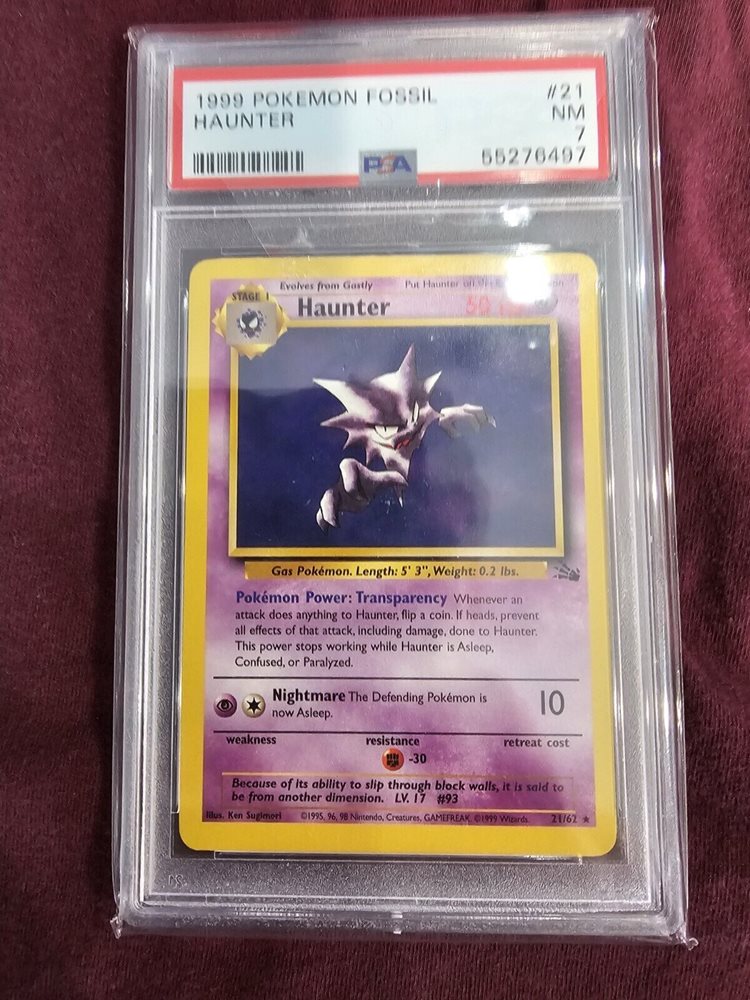 1999 POKEMON FOSSIL #21
HAUNTER NM
7
PSA 55276497
STAGE 1 Evolves from Gastly Put Haunter on
Haunter 50
Gas Pokémon. Length: 5' 3", Weight: 0.2 lbs.
Pokémon Power: Transparency Whenever an
attack does anything to Haunter, flip a coin. If heads, prevent
all effects of that attack, including damage, done to Haunter.
This power stops working while Haunter is Asleep,
Confused, or Paralyzed.
Nightmare The Defending Pokémon is 10
now Asleep.
weakness resistance retreat cost
-30
Because of its ability to slip through block walls, it is said to
be from another dimension. LV. 17 #93
Illus. Ken Sugimori ©1995, 96, 98 Nintendo, Creatures, GAMEFREAK. ©1999 Wizards. 21/62 ★